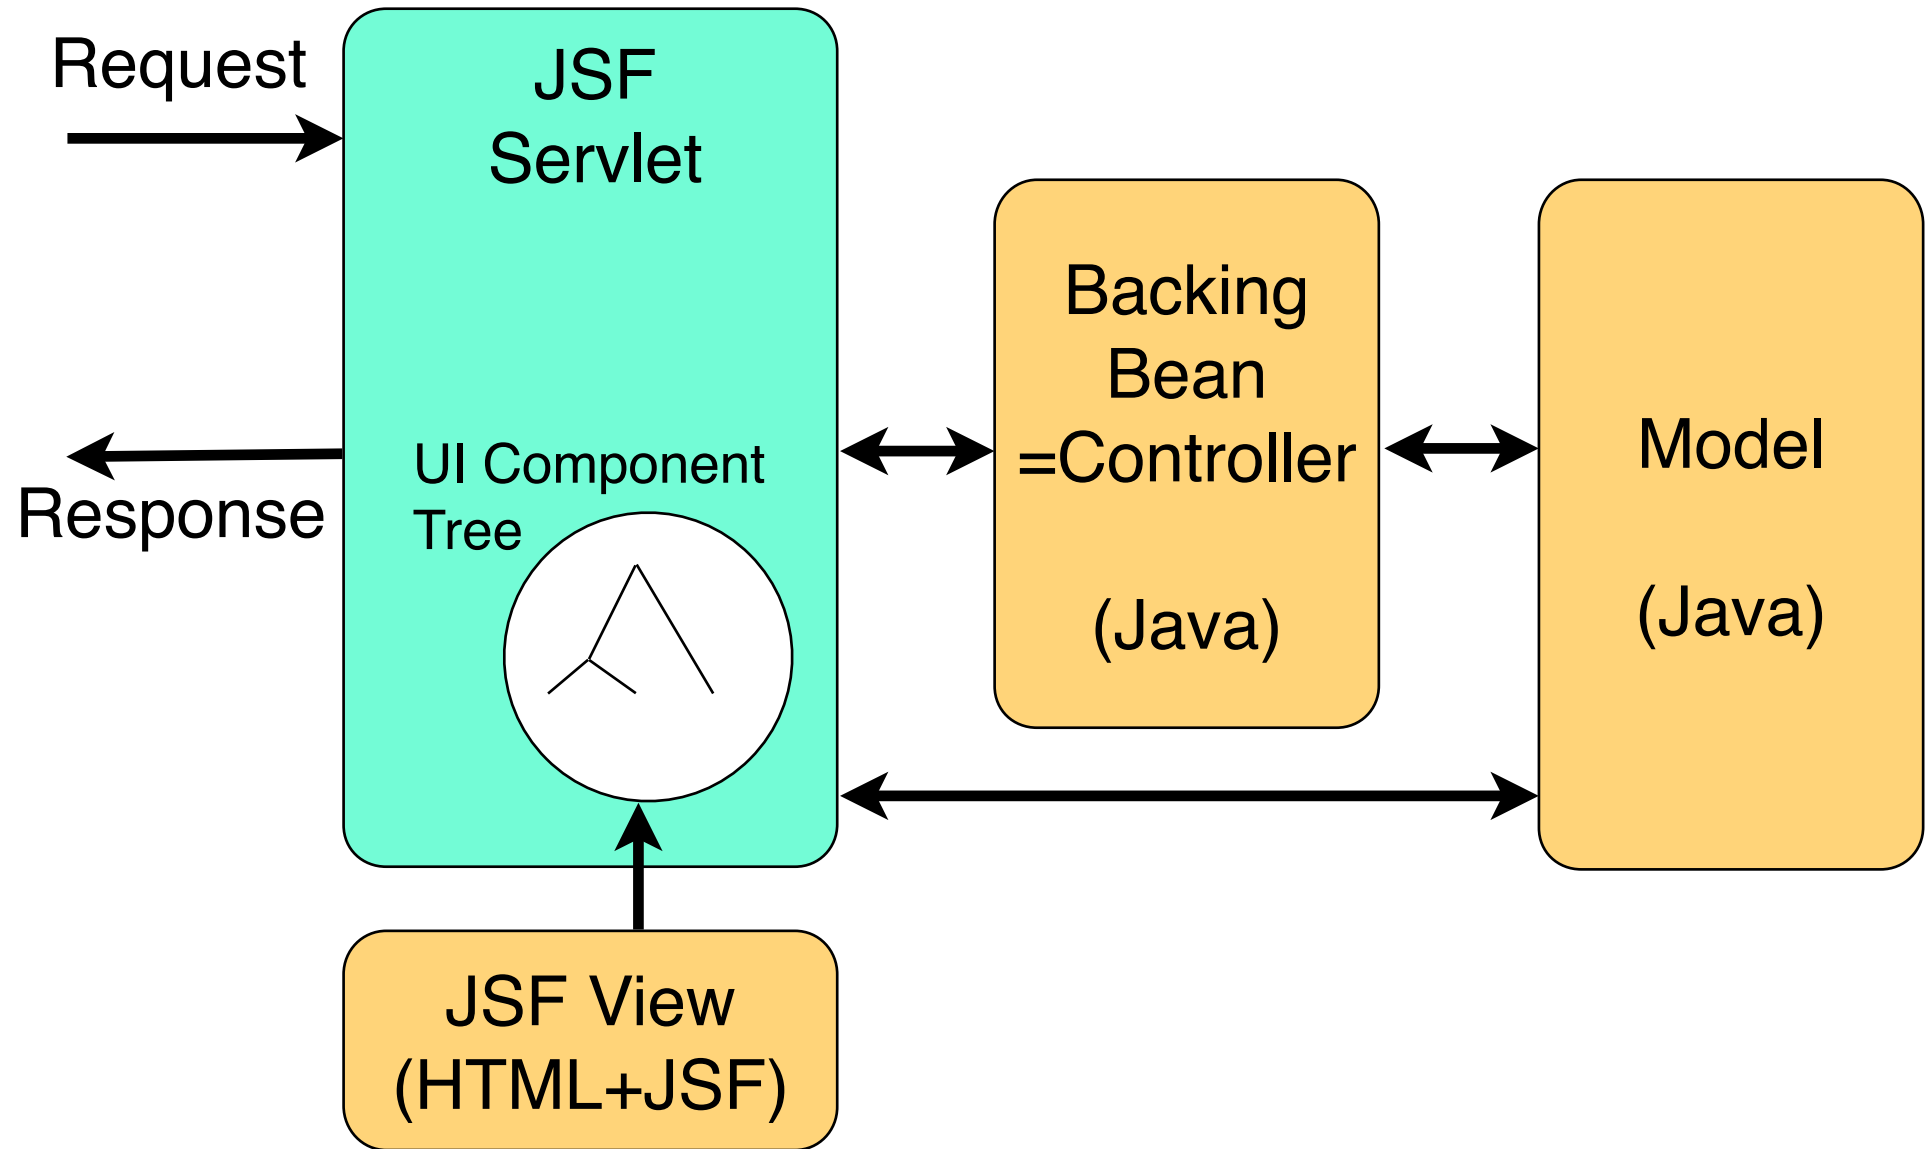 Request
JSF
Servlet
Response
UI Component
Tree
Backing
Bean
=Controller
(Java)
Model
(Java)
JSF View
(HTML+JSF)